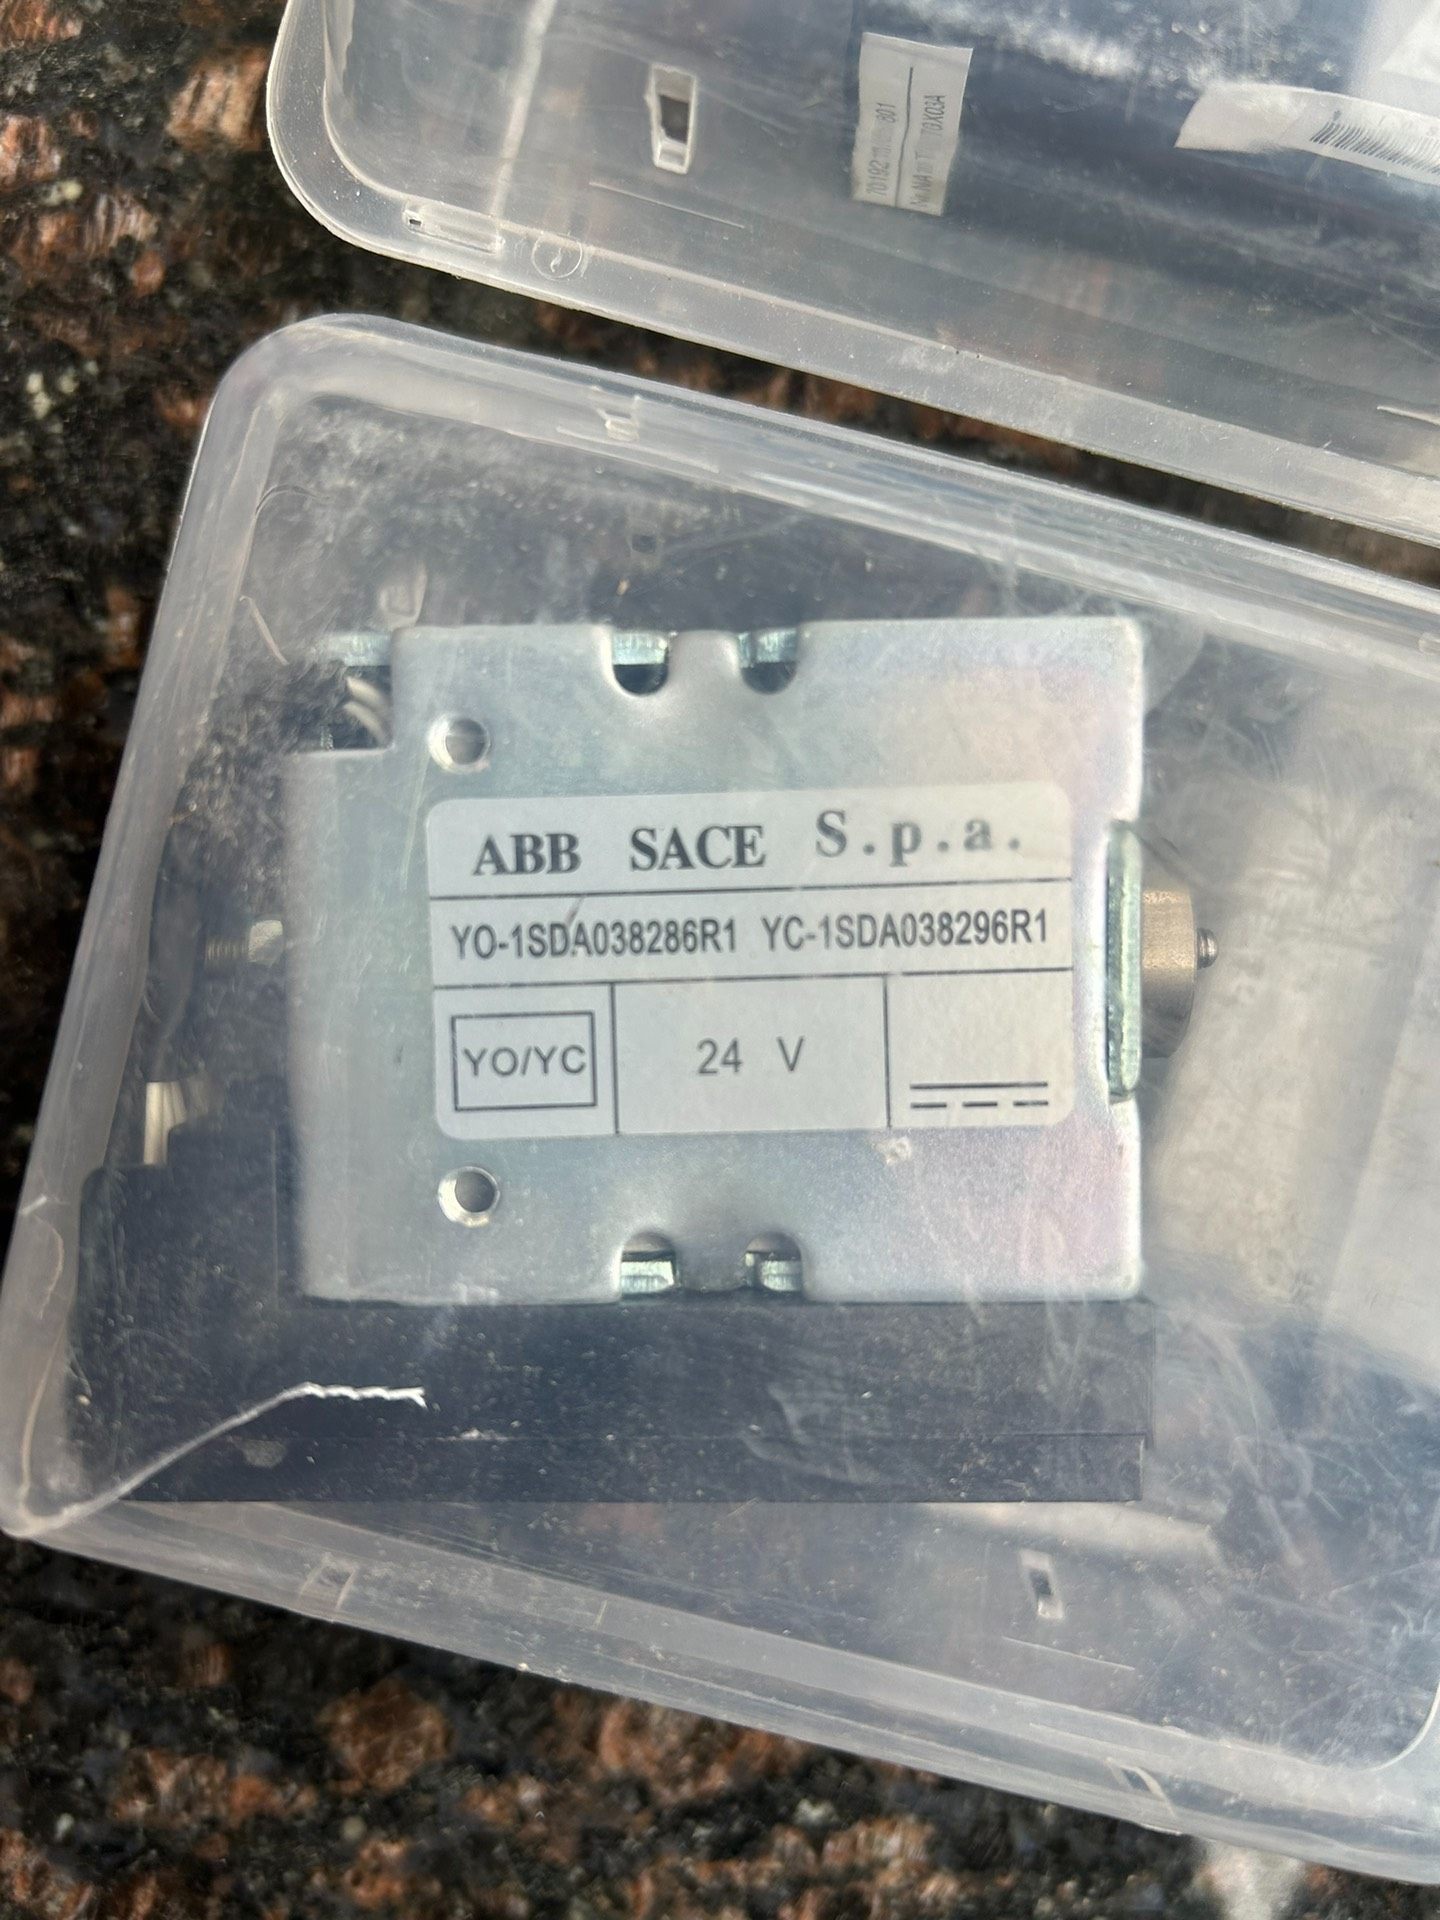 ABB SACE S.p.a.
YO-1SDA038286R1 YC-1SDA038296R1
YO/YC
24 V